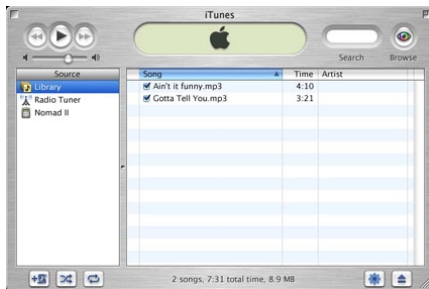 iTunes
Search Browse
Source Song Time Artist
Library Ain't it funny.mp3 4:10
Radio Tuner Gotta Tell You.mp3 3:21
Nomad II
2 songs, 7:31 total time, 8.9 MB